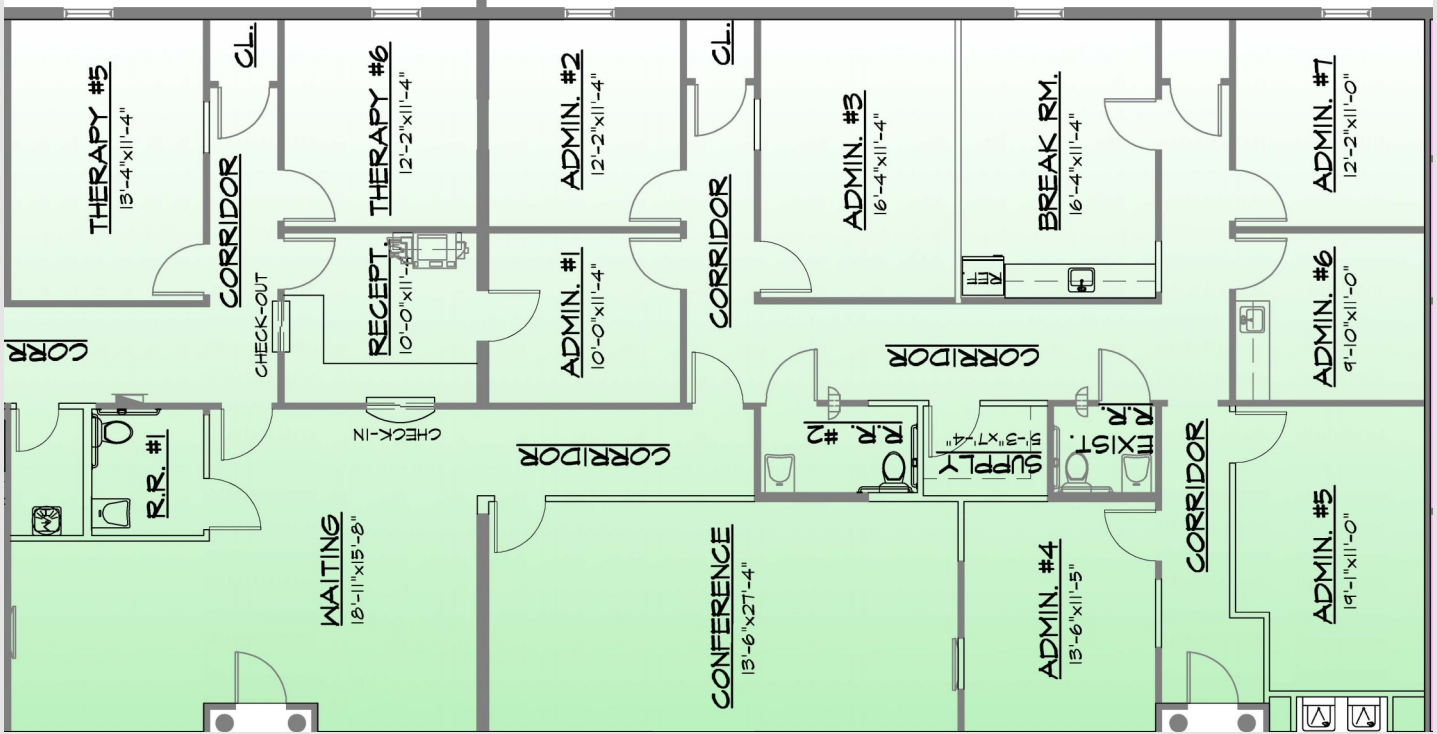 THERAPY #5
13'-4"x11'-4"
CL.
CORRIDOR
THERAPY #6
12'-2"x11'-4"
ADMIN. #2
12'-2"x11'-4"
CL.
CORRIDOR
ADMIN. #3
16'-4"x11'-4"
BREAK RM.
16'-4"x11'-4"
ADMIN. #7
12'-2"x11'-0"
CORR
CHECK-OUT
RECEPT.
ADMIN. #1
10'-0"x11'-4"
CORRIDOR
REF
ADMIN. #6
9'-10"x11'-0"
R.R. #1
CHECK-IN
CORRIDOR
R.R.
#2
SUPPLY
5'-3"x7'-4"
EXIST.
R.R.
CORRIDOR
ADMIN. #5
19'-1"x11'-0"
WAITING
18'-11"x15'-8"
CONFERENCE
13'-6"x27'-4"
ADMIN. #4
13'-6"x11'-5"